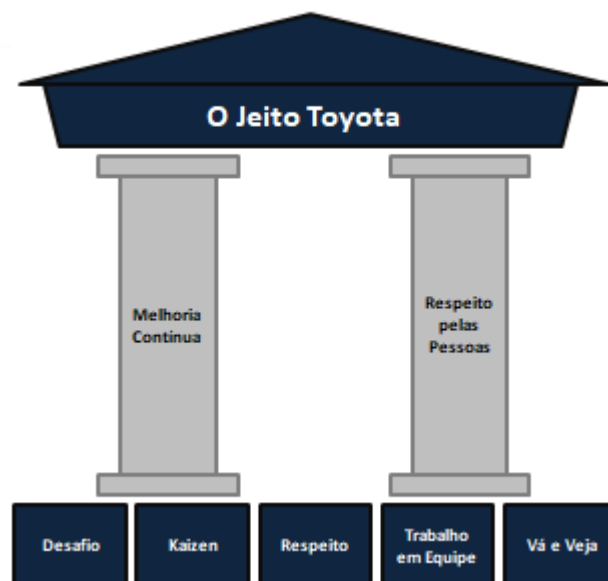 O Jeito Toyota
Melhoria
Continua
Respeito
pelas
Pessoas
Desafio
Kaizen
Respeito
Trabalho
em Equipe
Vá e Veja